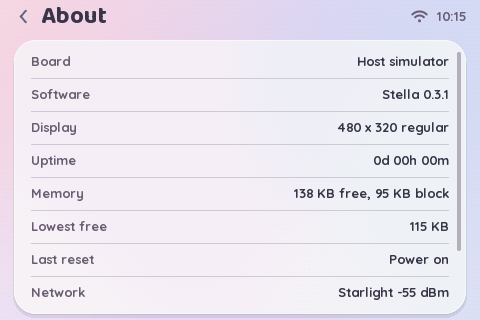 About 10:15
Board Host simulator
Software Stella 0.3.1
Display 480 x 320 regular
Uptime 0d 00h 00m
Memory 138 KB free, 95 KB block
Lowest free 115 KB
Last reset Power on
Network Starlight -55 dBm